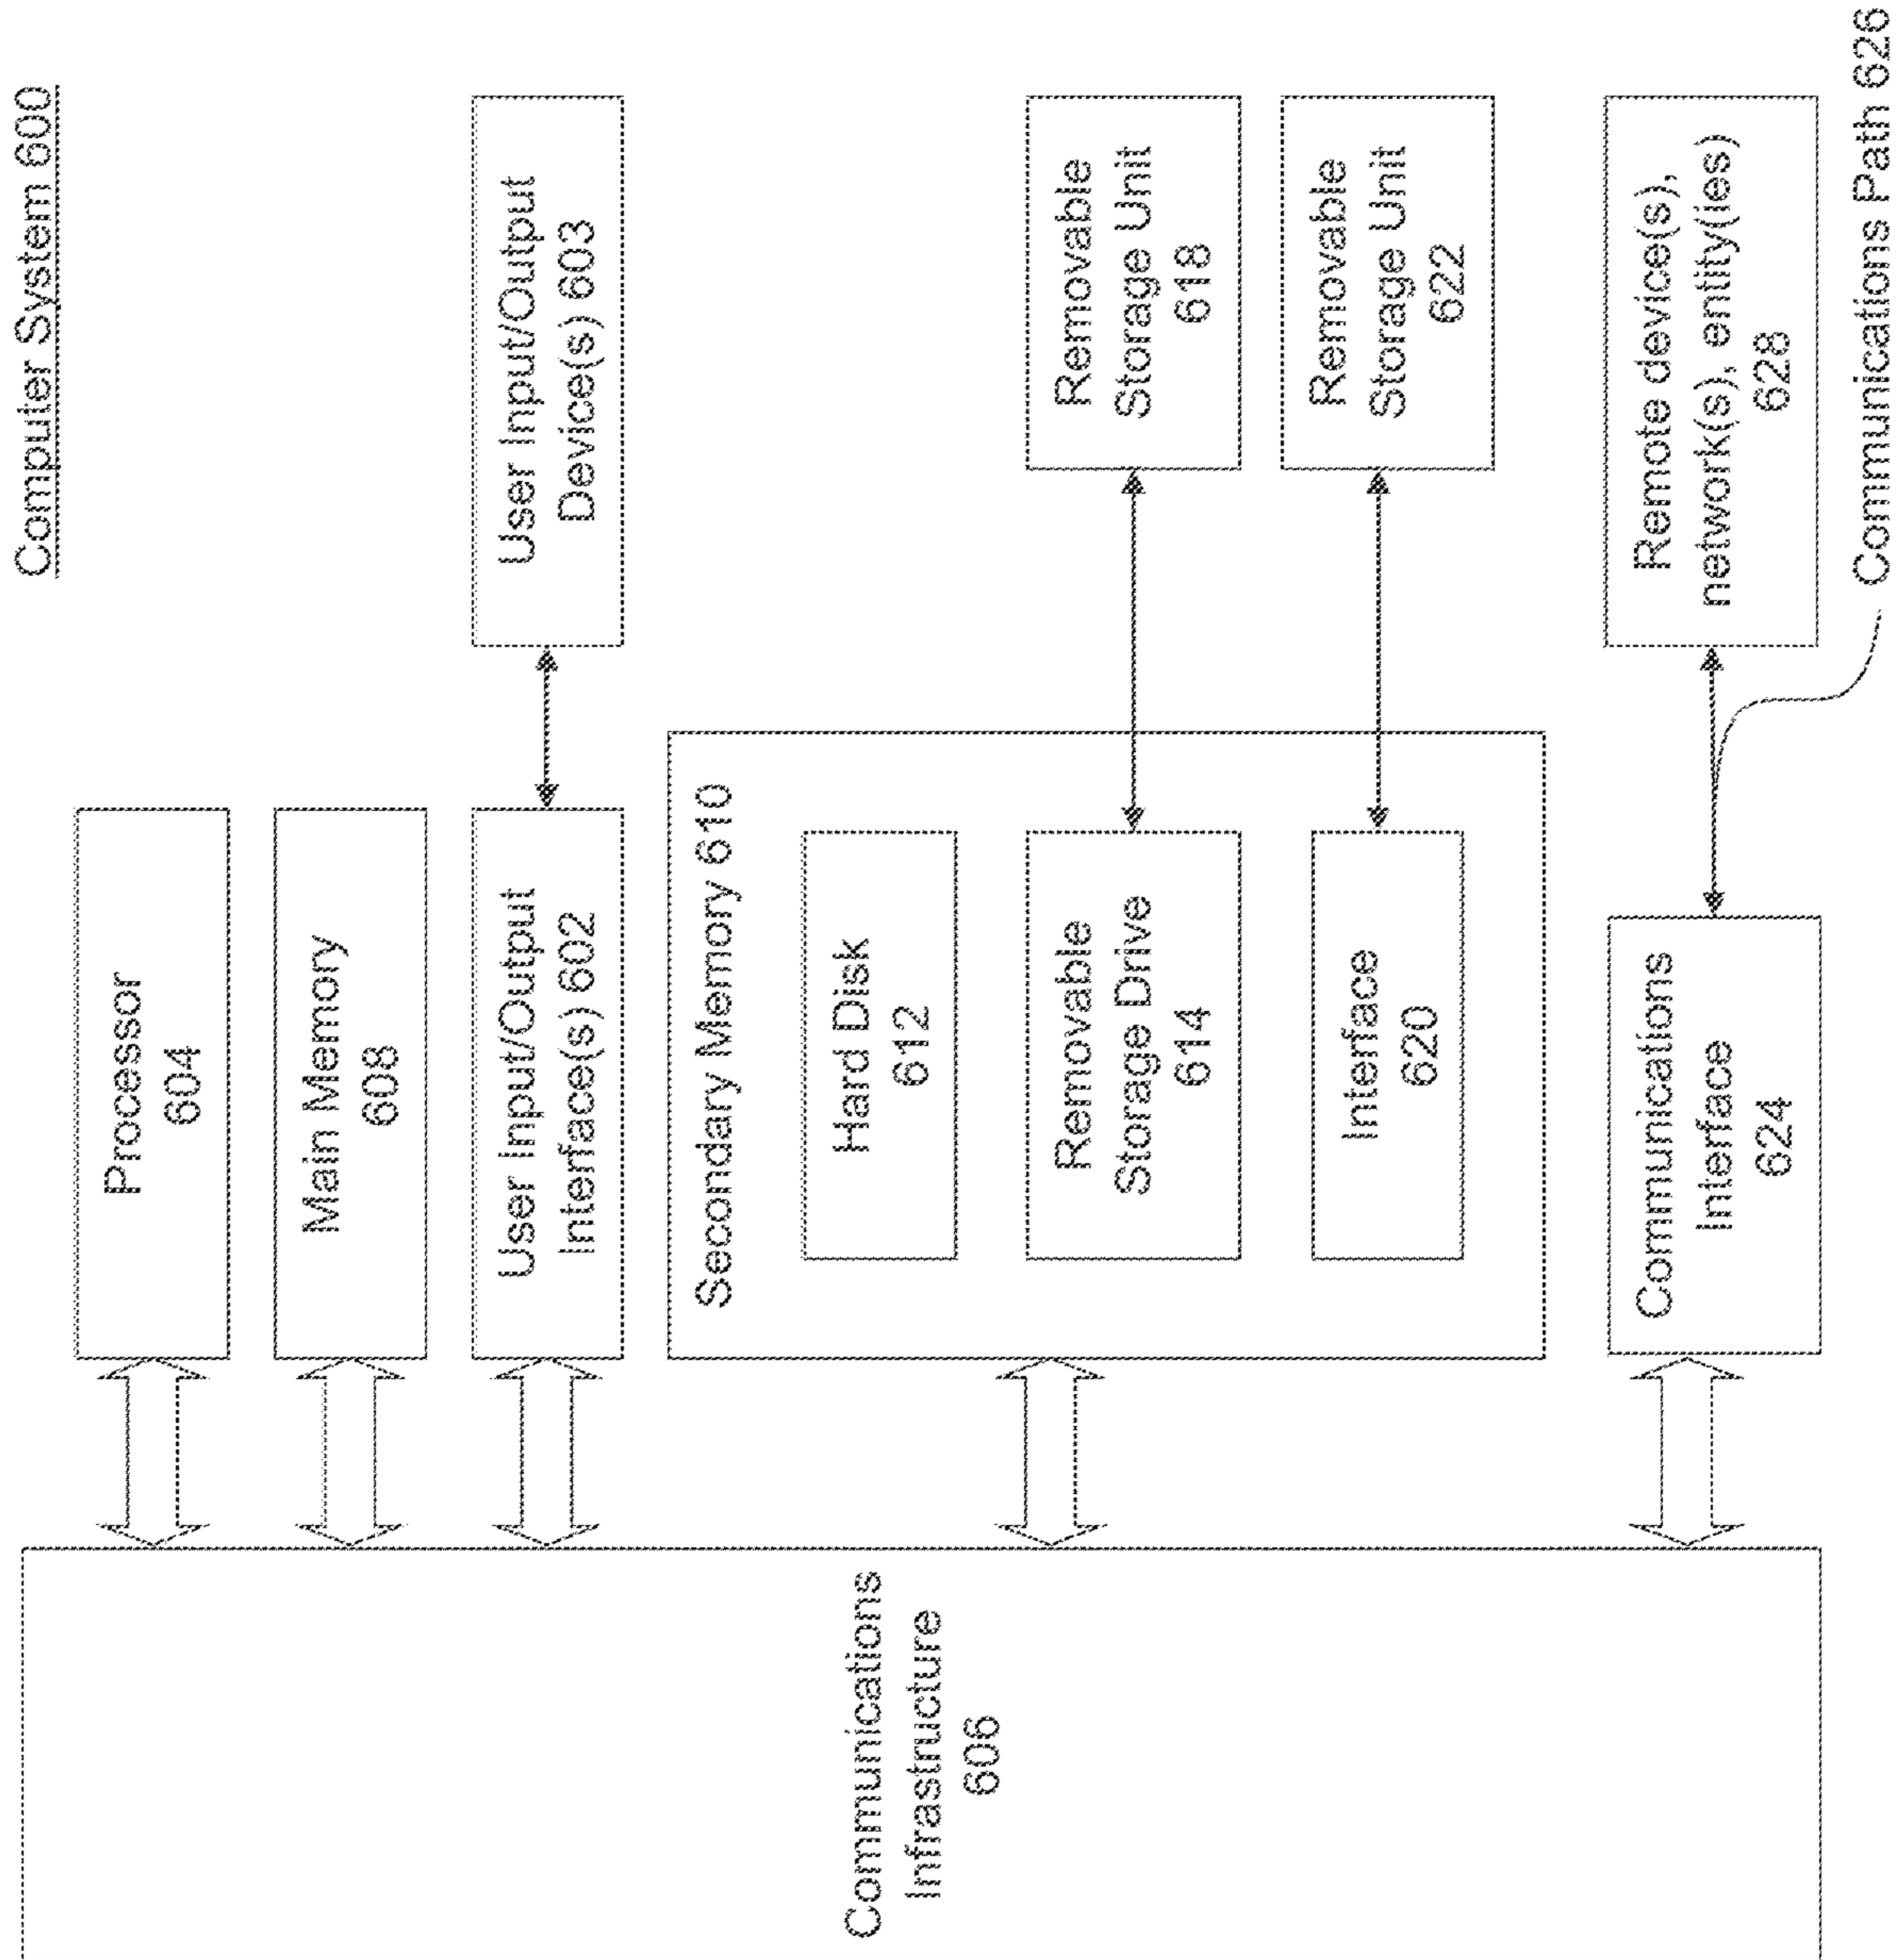 Computer System 600
Processor
604
Main Memory
608
User Input/Output
Interface(s) 602
User Input/Output
Device(s) 603
Communications
Infrastructure
606
Secondary Memory 610
Hard Disk
612
Removable
Storage Drive
614
Removable
Storage Unit
618
Interface
620
Removable
Storage Unit
622
Communications
Interface
624
Remote device(s),
network(s), entity(ies)
628
Communications Path 626